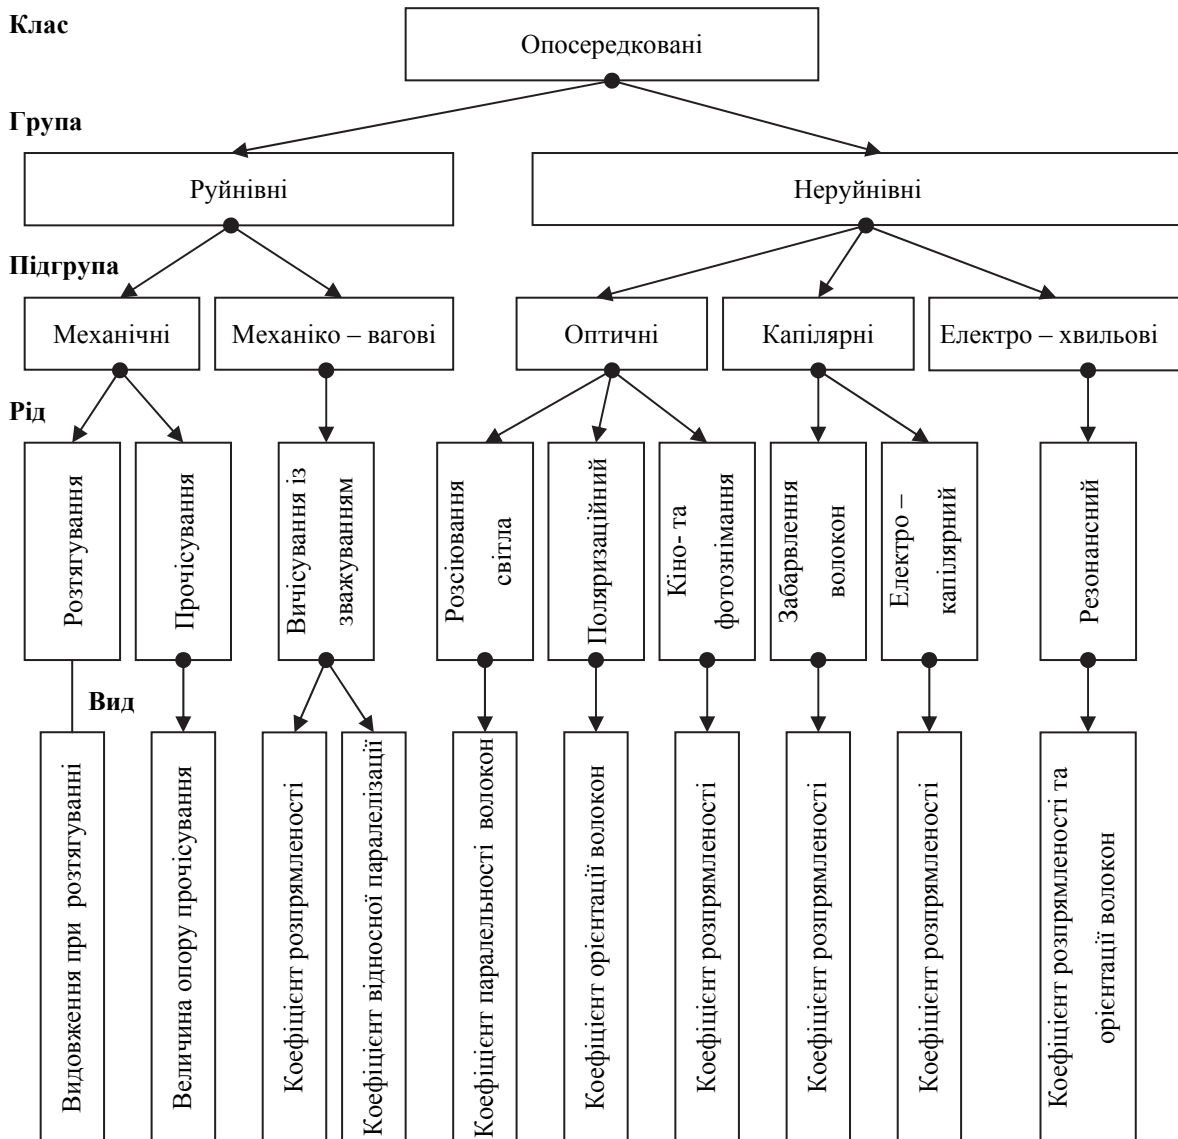 Клас
Опосередковані
Група
Руйнівні
Неруйнівні
Підгрупа
Механічні
Механіко – вагові
Оптичні
Капілярні
Електро – хвильові
Рід
Розтягування
Прочісування
Вичісування із
зважуванням
Розсіювання
світла
Поляризаційний
Кіно- та
фотознімання
Забарвлення
волокон
Електро –
капілярний
Резонансний
Вид
Видовження при розтягуванні
Величина опору прочісування
Коефіцієнт розпрямленості
Коефіцієнт відносної паралелізації
Коефіцієнт паралельності волокон
Коефіцієнт орієнтації волокон
Коефіцієнт розпрямленості
Коефіцієнт розпрямленості
Коефіцієнт розпрямленості
Коефіцієнт розпрямленості та
орієнтації волокон